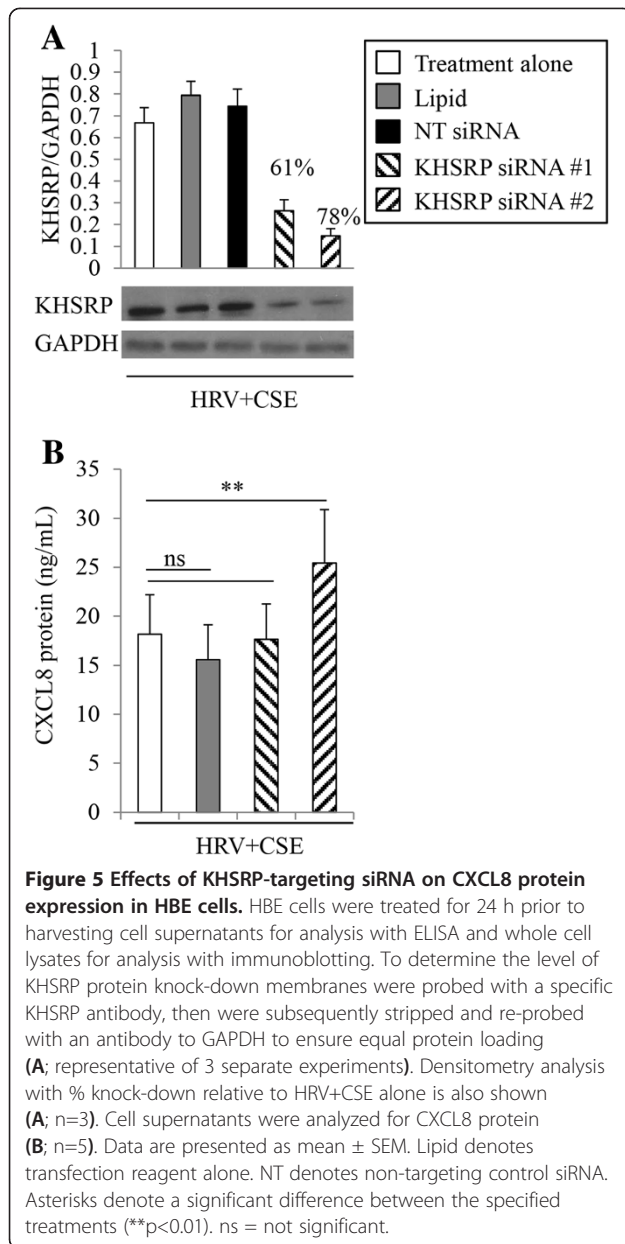 A
1
0.9
0.8
0.7
0.6
0.5
0.4
0.3
0.2
0.1
0
KHSRP/GAPDH
61%
78%
Treatment alone
Lipid
NT siRNA
KHSRP siRNA #1
KHSRP siRNA #2
KHSRP
GAPDH
HRV+CSE
B
35
30
25
20
15
10
5
0
CXCL8 protein (ng/mL)
**
ns
HRV+CSE
Figure 5 Effects of KHSRP-targeting siRNA on CXCL8 protein
expression in HBE cells. HBE cells were treated for 24 h prior to
harvesting cell supernatants for analysis with ELISA and whole cell
lysates for analysis with immunoblotting. To determine the level of
KHSRP protein knock-down membranes were probed with a specific
KHSRP antibody, then were subsequently stripped and re-probed
with an antibody to GAPDH to ensure equal protein loading
(A; representative of 3 separate experiments). Densitometry analysis
with % knock-down relative to HRV+CSE alone is also shown
(A; n=3). Cell supernatants were analyzed for CXCL8 protein
(B; n=5). Data are presented as mean ± SEM. Lipid denotes
transfection reagent alone. NT denotes non-targeting control siRNA.
Asterisks denote a significant difference between the specified
treatments (**p<0.01). ns = not significant.